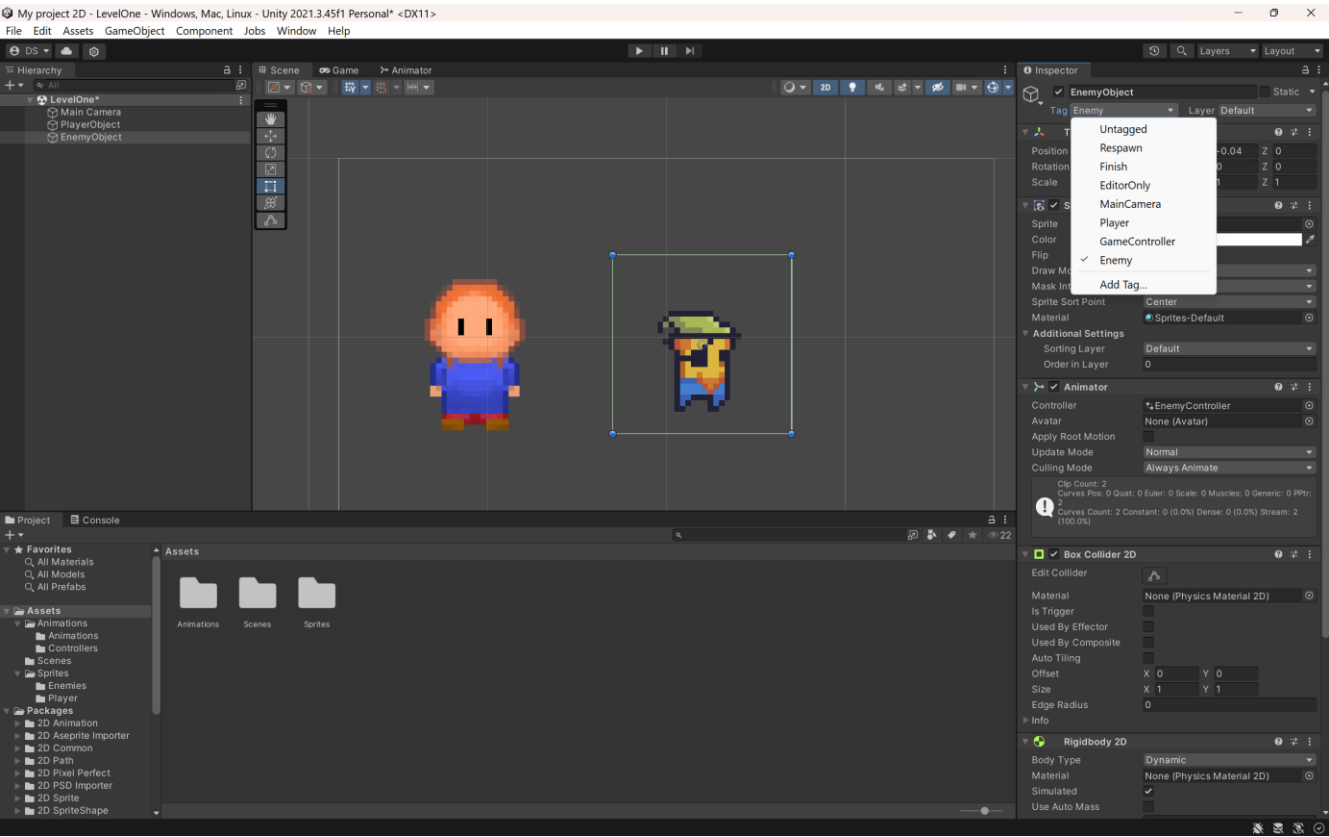 My project 2D - LevelOne - Windows, Mac, Linux - Unity 2021.3.45f1 Personal* <DX11>
File Edit Assets GameObject Component Jobs Window Help
DS
Layers
Layout
Hierarchy
All
LevelOne*
Main Camera
PlayerObject
EnemyObject
Scene Game Animator
2D
Inspector
EnemyObject Static
Tag Enemy Layer Default
Untagged
Respawn
Finish
EditorOnly
MainCamera
Player
GameController
Enemy
Add Tag...
T
Position -0.04 Z 0
Rotation 0 Z 0
Scale 1 Z 1
S
Sprite
Color
Flip
Draw Mo
Mask Int
Sprite Sort Point Center
Material Sprites-Default
Additional Settings
Sorting Layer Default
Order in Layer 0
Animator
Controller EnemyController
Avatar None (Avatar)
Apply Root Motion
Update Mode Normal
Culling Mode Always Animate
Clip Count: 2
Curves Pos: 0 Quat: 0 Euler: 0 Scale: 0 Muscles: 0 Generic: 0 PPtr:
2
Curves Count: 2 Constant: 0 (0.0%) Dense: 0 (0.0%) Stream: 2
(100.0%)
Box Collider 2D
Edit Collider
Material None (Physics Material 2D)
Is Trigger
Used By Effector
Used By Composite
Auto Tiling
Offset X 0 Y 0
Size X 1 Y 1
Edge Radius 0
Info
Rigidbody 2D
Body Type Dynamic
Material None (Physics Material 2D)
Simulated
Use Auto Mass
Project Console
22
Favorites
All Materials
All Models
All Prefabs
Assets
Animations
Animations
Controllers
Scenes
Sprites
Enemies
Player
Packages
2D Animation
2D Aseprite Importer
2D Common
2D Path
2D Pixel Perfect
2D PSD Importer
2D Sprite
2D SpriteShape
Assets
Animations Scenes Sprites